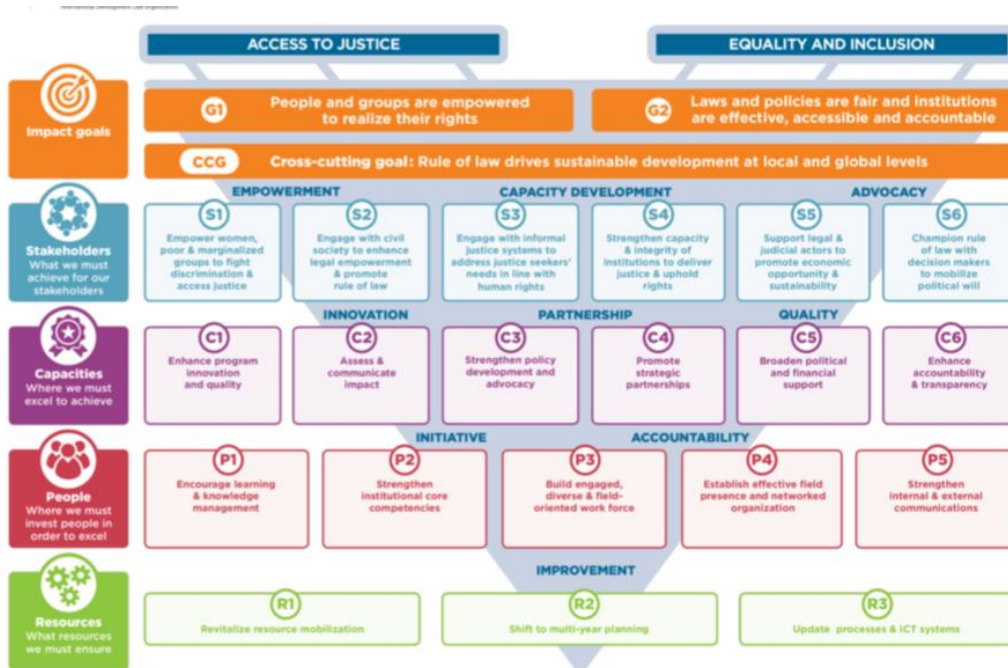 International Development Law Organization
ACCESS TO JUSTICE
EQUALITY AND INCLUSION
Impact goals
G1
People and groups are empowered
to realize their rights
G2
Laws and policies are fair and institutions
are effective, accessible and accountable
CCG
Cross-cutting goal: Rule of law drives sustainable development at local and global levels
EMPOWERMENT
CAPACITY DEVELOPMENT
ADVOCACY
Stakeholders
What we must
achieve for our
stakeholders
S1
Empower women,
poor & marginalized
groups to fight
discrimination &
access justice
S2
Engage with civil
society to enhance
legal empowerment
& promote
rule of law
S3
Engage with informal
justice systems to
address justice seekers'
needs in line with
human rights
S4
Strengthen capacity
& integrity of
institutions to deliver
justice & uphold
rights
S5
Support legal &
judicial actors to
promote economic
opportunity &
sustainability
S6
Champion rule
of law with
decision makers
to mobilize
political will
INNOVATION
PARTNERSHIP
QUALITY
Capacities
Where we must
excel to achieve
C1
Enhance program
innovation
and quality
C2
Assess &
communicate
impact
C3
Strengthen policy
development and
advocacy
C4
Promote
strategic
partnerships
C5
Broaden political
and financial
support
C6
Enhance
accountability
& transparency
INITIATIVE
ACCOUNTABILITY
People
Where we must
invest people in
order to excel
P1
Encourage learning
& knowledge
management
P2
Strengthen
institutional core
competencies
P3
Build engaged,
diverse & field-
oriented work force
P4
Establish effective field
presence and networked
organization
P5
Strengthen
internal & external
communications
IMPROVEMENT
Resources
What resources
we must ensure
R1
Revitalize resource mobilization
R2
Shift to multi-year planning
R3
Update processes & ICT systems